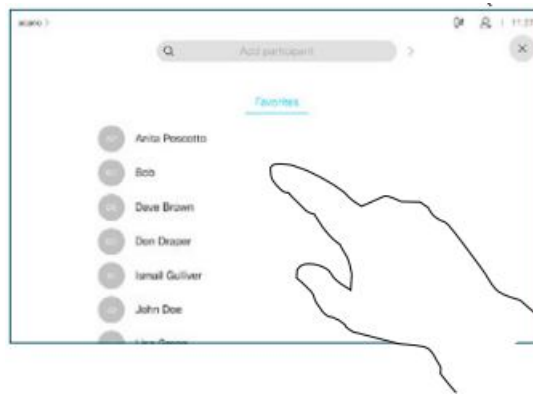 Add participant
Favorites
Anita Poscotto
Bob
Dave Brown
Don Draper
Ismail Gulliver
John Doe